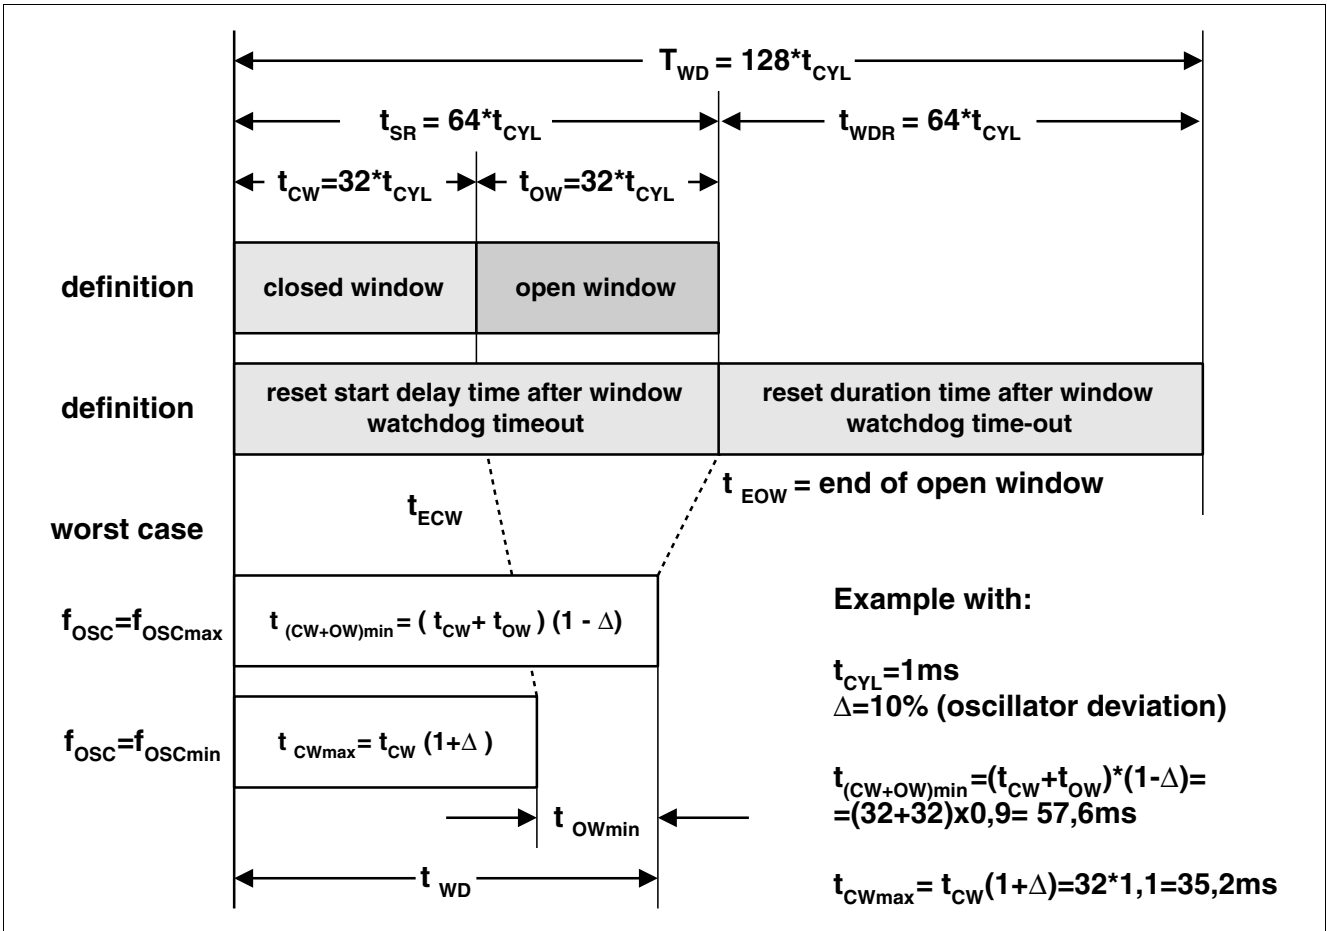 T_WD = 128*t_CYL
t_SR = 64*t_CYL
t_WDR = 64*t_CYL
t_CW=32*t_CYL
t_OW=32*t_CYL
definition
closed window
open window
definition
reset start delay time after window
watchdog timeout
reset duration time after window
watchdog time-out
t_ECW
t_EOW = end of open window
worst case
f_OSC=f_OSCmax
t_(CW+OW)min = ( t_CW + t_OW ) (1 - Δ)
f_OSC=f_OSCmin
t_CWmax = t_CW (1+Δ )
t_OWmin
t_WD
Example with:
t_CYL=1ms
Δ=10% (oscillator deviation)
t_(CW+OW)min =(t_CW+t_OW)*(1-Δ)=
=(32+32)x0,9= 57,6ms
t_CWmax= t_CW(1+Δ)=32*1,1=35,2ms